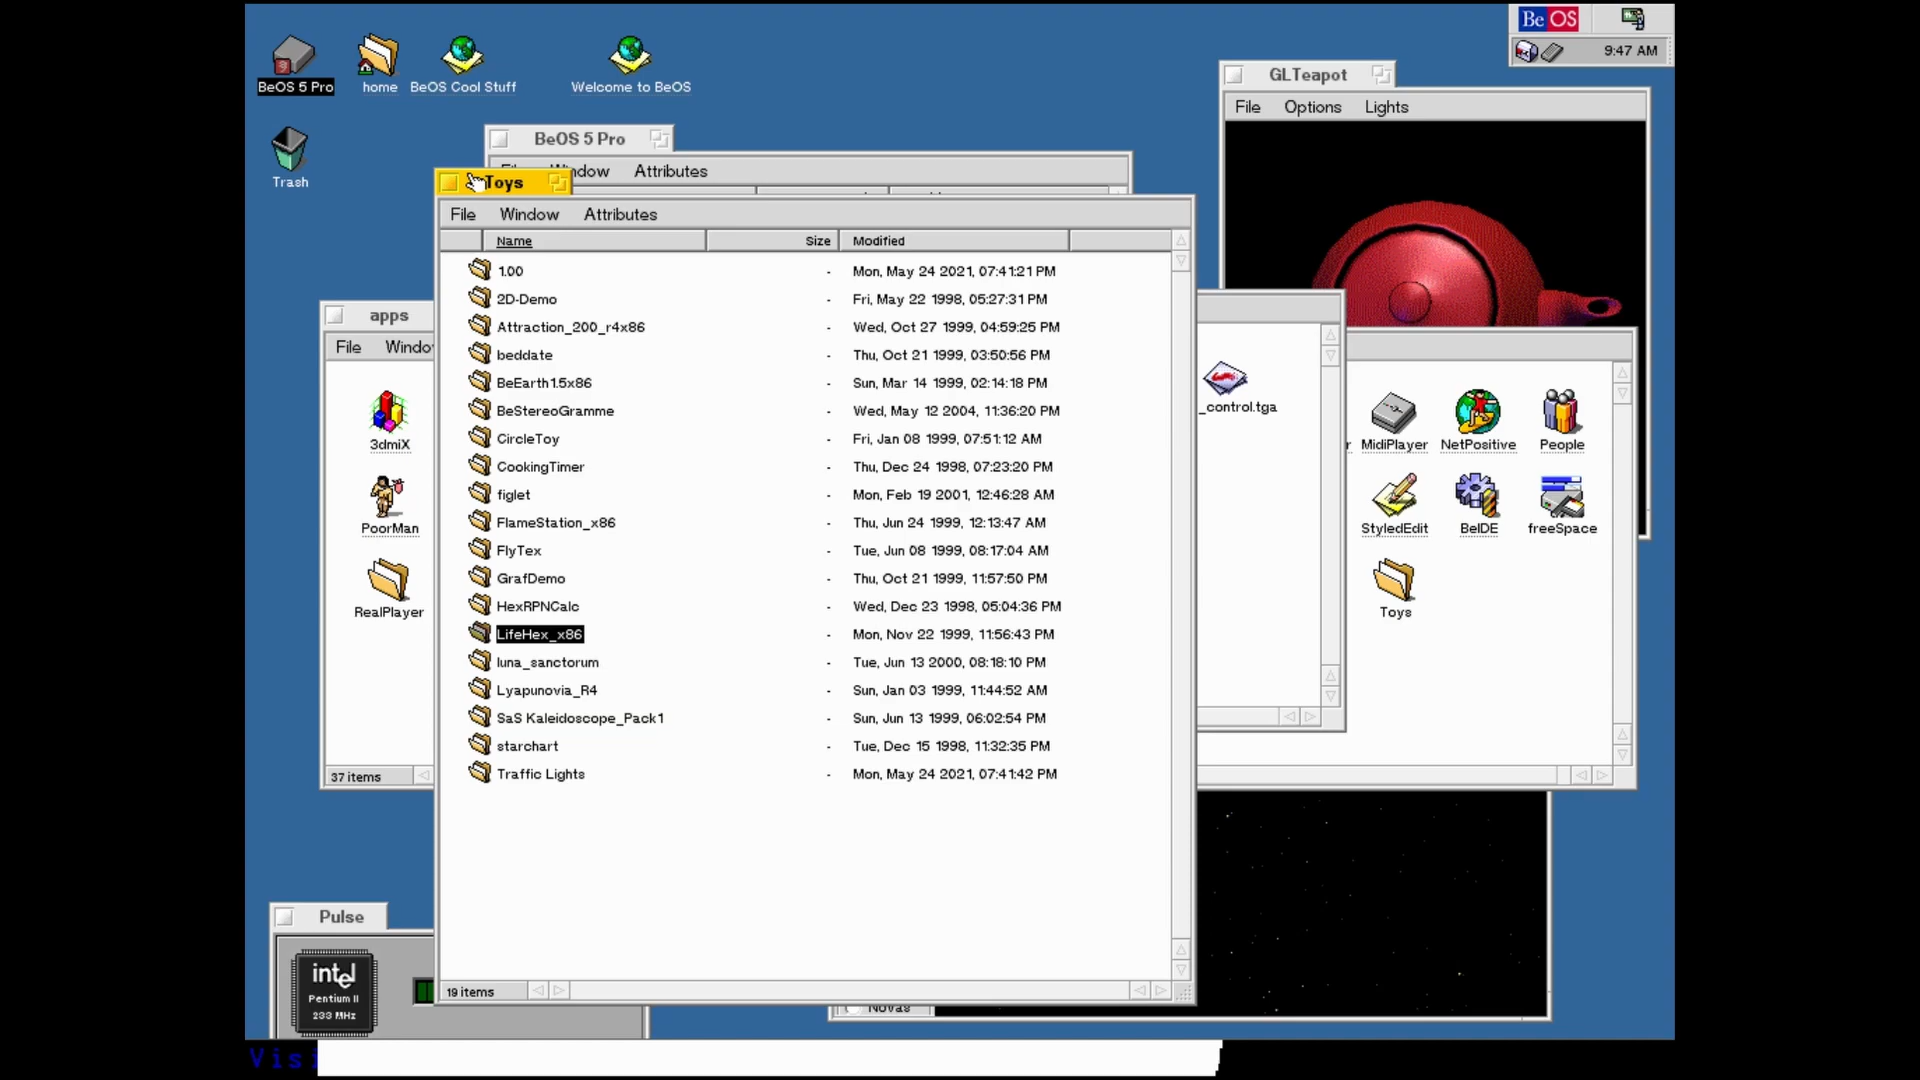 BeOS
9:47 AM
BeOS 5 Pro
home
BeOS Cool Stuff
Welcome to BeOS
Trash
GLTeapot
File Options Lights
BeOS 5 Pro
Window Attributes
Toys
File Window Attributes
Name Size Modified
1.00 - Mon, May 24 2021, 07:41:21 PM
2D-Demo - Fri, May 22 1998, 05:27:31 PM
Attraction_200_r4x86 - Wed, Oct 27 1999, 04:59:25 PM
beddate - Thu, Oct 21 1999, 03:50:56 PM
BeEarth1.5x86 - Sun, Mar 14 1999, 02:14:18 PM
BeStereoGramme - Wed, May 12 2004, 11:36:20 PM
CircleToy - Fri, Jan 08 1999, 07:51:12 AM
CookingTimer - Thu, Dec 24 1998, 07:23:20 PM
figlet - Mon, Feb 19 2001, 12:46:28 AM
FlameStation_x86 - Thu, Jun 24 1999, 12:13:47 AM
FlyTex - Tue, Jun 08 1999, 08:17:04 AM
GrafDemo - Thu, Oct 21 1999, 11:57:50 PM
HexRPNCalc - Wed, Dec 23 1998, 05:04:36 PM
LifeHex_x86 - Mon, Nov 22 1999, 11:56:43 PM
luna_sanctorum - Tue, Jun 13 2000, 08:18:10 PM
Lyapunovia_R4 - Sun, Jan 03 1999, 11:44:52 AM
SaS Kaleidoscope_Pack1 - Sun, Jun 13 1999, 06:02:54 PM
starchart - Tue, Dec 15 1998, 11:32:35 PM
Traffic Lights - Mon, May 24 2021, 07:41:42 PM
19 items
apps
File Windo
3dmiX
PoorMan
RealPlayer
37 items
_control.tga
MidiPlayer
NetPositive
People
StyledEdit
BeIDE
freeSpace
Toys
Pulse
intel
Pentium II
233 MHz
Novas
Visi